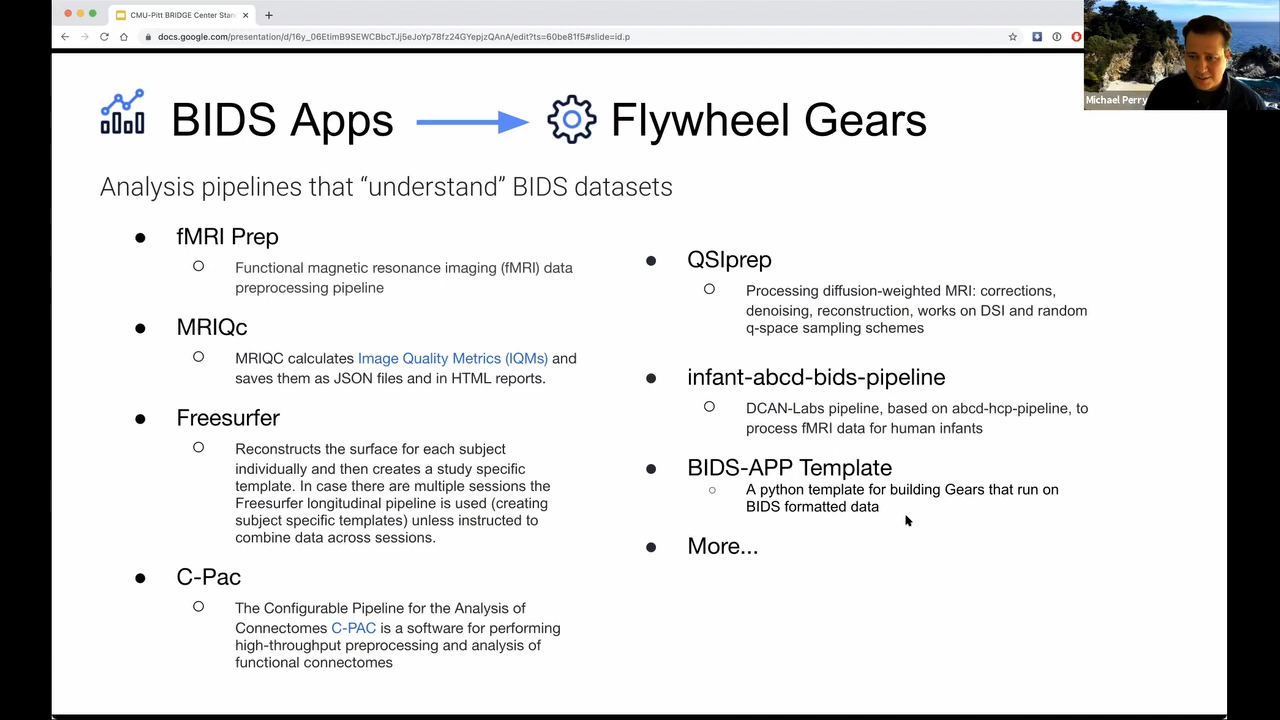 CMU-Pitt BRIDGE Center Stan
docs.google.com/presentation/d/16y_06EtimB9SEWCBbcTJj5eJoYp78fz24GYepjzQAnA/edit?ts=60be81f5#slide=id.p
Michael Perry
BIDS Apps
Flywheel Gears
Analysis pipelines that “understand” BIDS datasets
● fMRI Prep
○ Functional magnetic resonance imaging (fMRI) data
preprocessing pipeline
● MRIQc
○ MRIQC calculates Image Quality Metrics (IQMs) and
saves them as JSON files and in HTML reports.
● Freesurfer
○ Reconstructs the surface for each subject
individually and then creates a study specific
template. In case there are multiple sessions the
Freesurfer longitudinal pipeline is used (creating
subject specific templates) unless instructed to
combine data across sessions.
● C-Pac
○ The Configurable Pipeline for the Analysis of
Connectomes C-PAC is a software for performing
high-throughput preprocessing and analysis of
functional connectomes
● QSIprep
○ Processing diffusion-weighted MRI: corrections,
denoising, reconstruction, works on DSI and random
q-space sampling schemes
● infant-abcd-bids-pipeline
○ DCAN-Labs pipeline, based on abcd-hcp-pipeline, to
process fMRI data for human infants
● BIDS-APP Template
○ A python template for building Gears that run on
BIDS formatted data
● More...